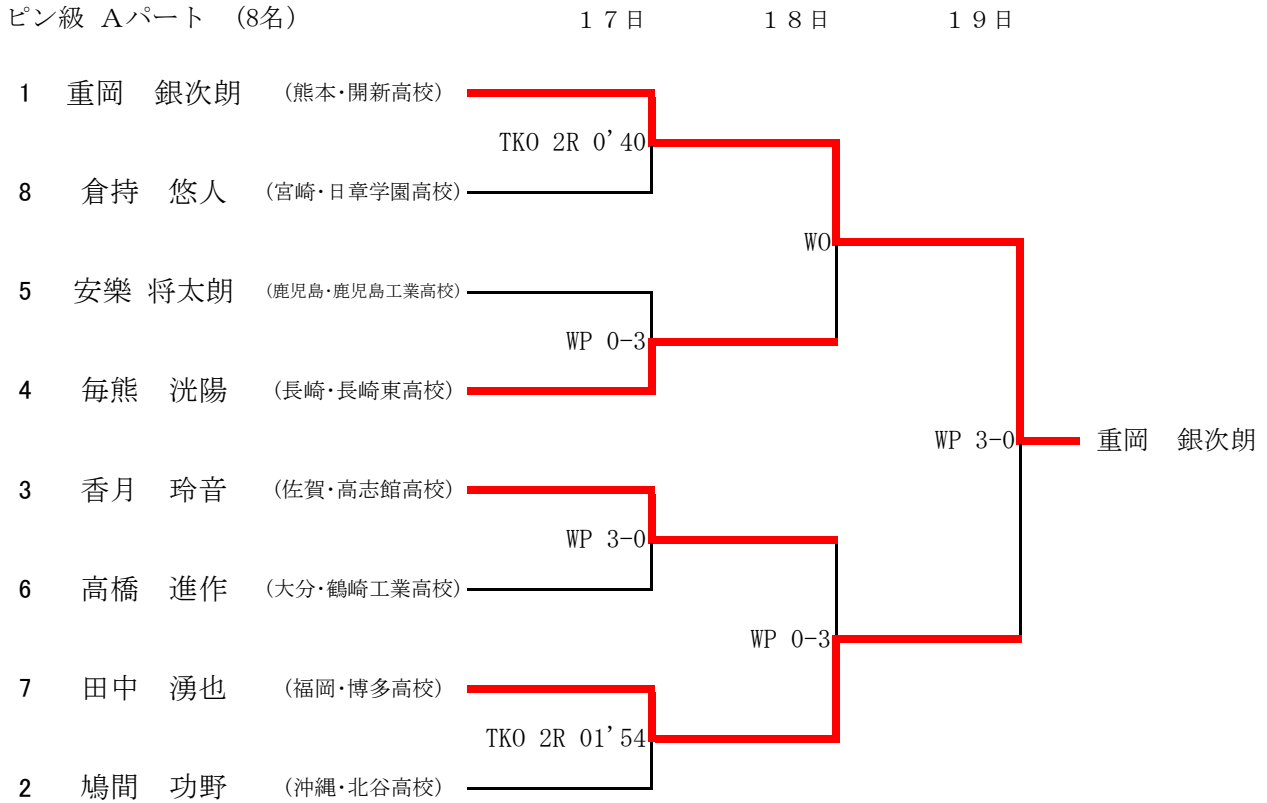 ピン級 Aパート (8名) 17日 18日 19日
1 重岡 銀次朗 (熊本・開新高校)
TKO 2R 0'40
8 倉持 悠人 (宮崎・日章学園高校)
WO
5 安樂 将太朗 (鹿児島・鹿児島工業高校)
WP 0-3
4 毎熊 洸陽 (長崎・長崎東高校)
WP 3-0 重岡 銀次朗
3 香月 玲音 (佐賀・高志館高校)
WP 3-0
6 高橋 進作 (大分・鶴崎工業高校)
WP 0-3
7 田中 湧也 (福岡・博多高校)
TKO 2R 01'54
2 鳩間 功野 (沖縄・北谷高校)